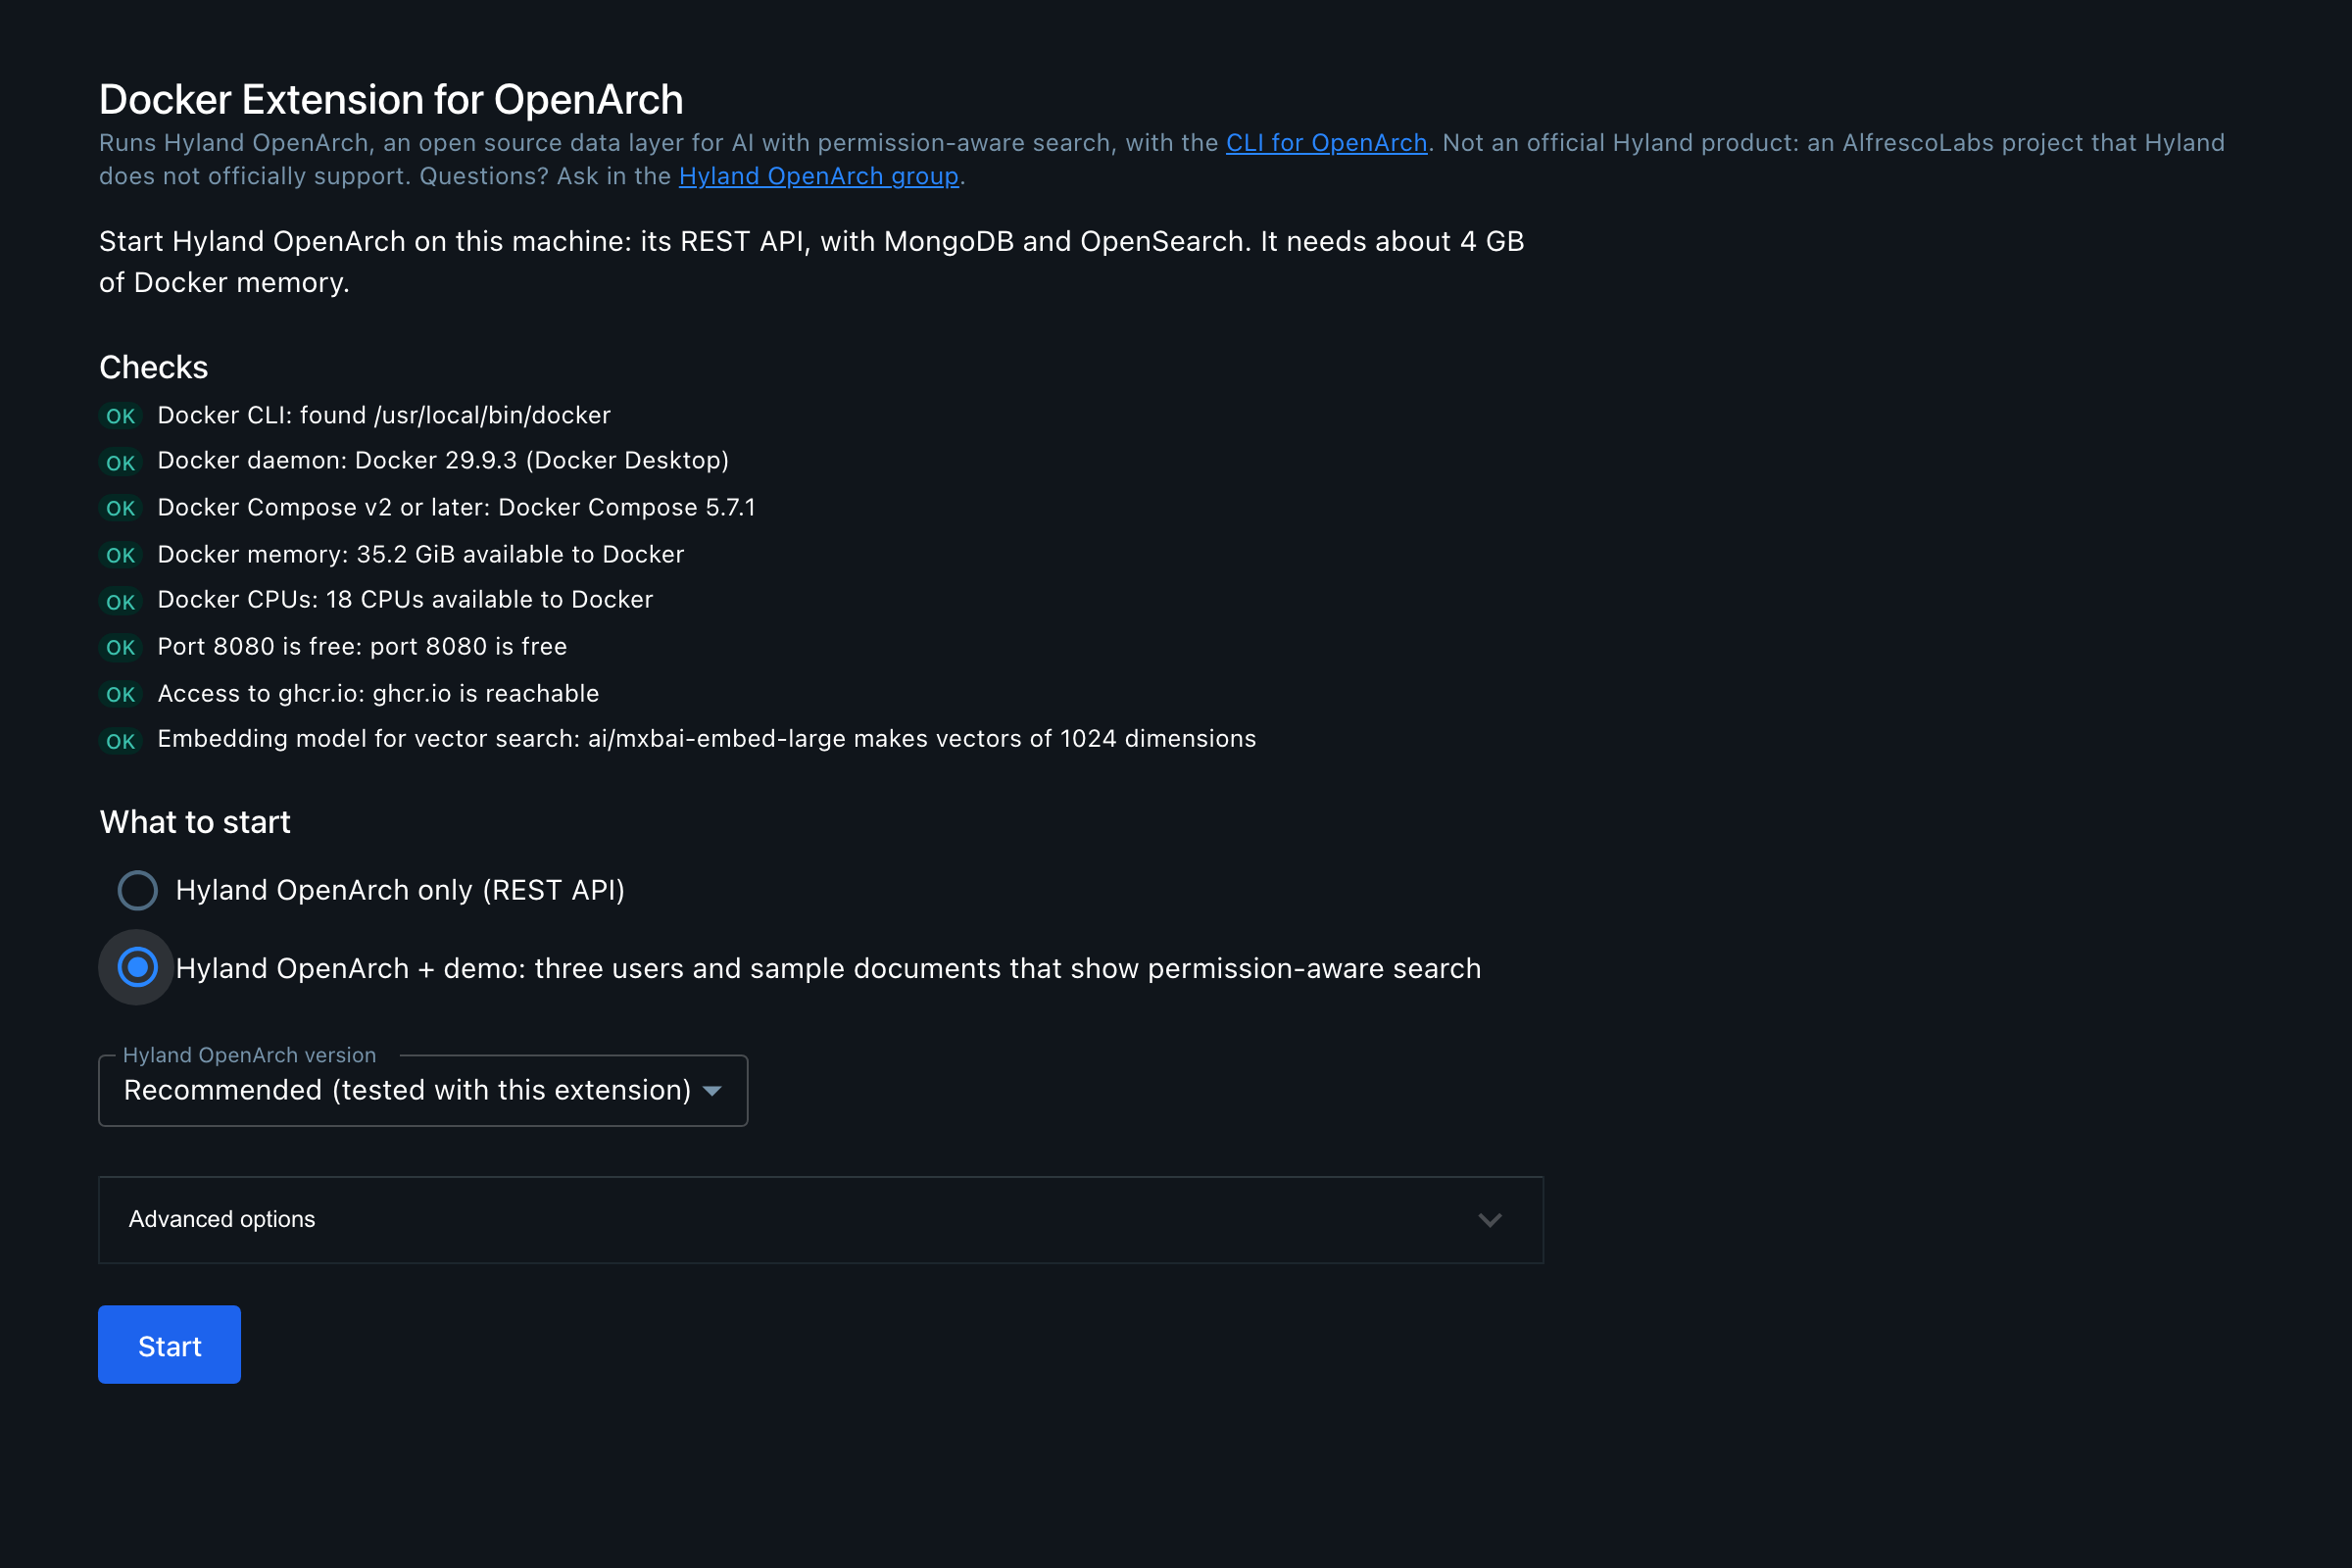 Docker Extension for OpenArch
Runs Hyland OpenArch, an open source data layer for AI with permission-aware search, with the CLI for OpenArch. Not an official Hyland product: an AlfrescoLabs project that Hyland
does not officially support. Questions? Ask in the Hyland OpenArch group.
Start Hyland OpenArch on this machine: its REST API, with MongoDB and OpenSearch. It needs about 4 GB
of Docker memory.
Checks
OK Docker CLI: found /usr/local/bin/docker
OK Docker daemon: Docker 29.9.3 (Docker Desktop)
OK Docker Compose v2 or later: Docker Compose 5.7.1
OK Docker memory: 35.2 GiB available to Docker
OK Docker CPUs: 18 CPUs available to Docker
OK Port 8080 is free: port 8080 is free
OK Access to ghcr.io: ghcr.io is reachable
OK Embedding model for vector search: ai/mxbai-embed-large makes vectors of 1024 dimensions
What to start
Hyland OpenArch only (REST API)
Hyland OpenArch + demo: three users and sample documents that show permission-aware search
Hyland OpenArch version
Recommended (tested with this extension)
Advanced options
Start